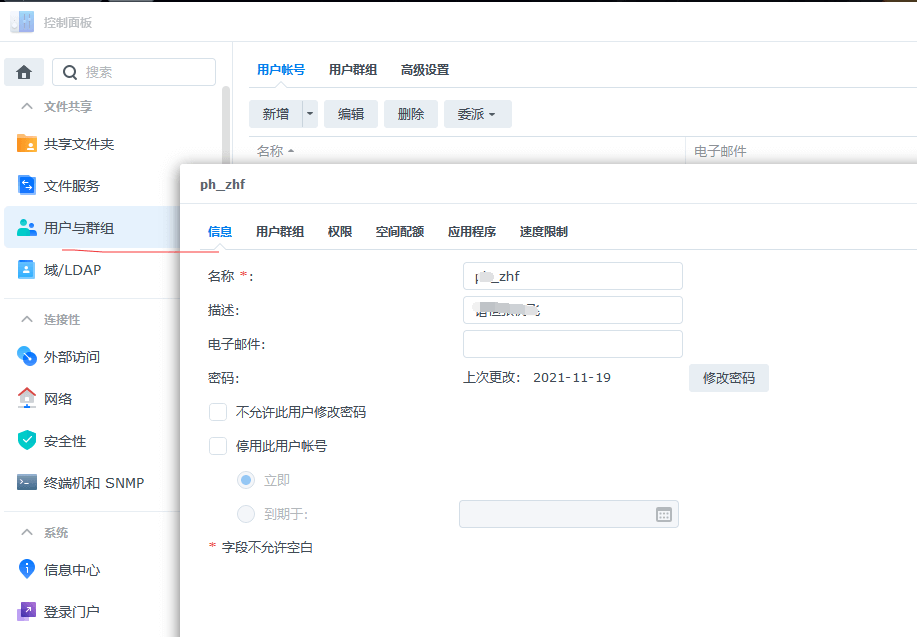 控制面板
搜索
文件共享
共享文件夹
文件服务
用户与群组
域/LDAP
连接性
外部访问
网络
安全性
终端机和 SNMP
系统
信息中心
登录门户
用户帐号 用户群组 高级设置
新增 编辑 删除 委派
名称 电子邮件
ph_zhf
信息 用户群组 权限 空间配额 应用程序 速度限制
名称 *:
_zhf
描述:
电子邮件:
密码: 上次更改: 2021-11-19 修改密码
不允许此用户修改密码
停用此用户帐号
立即
到期于:
* 字段不允许空白